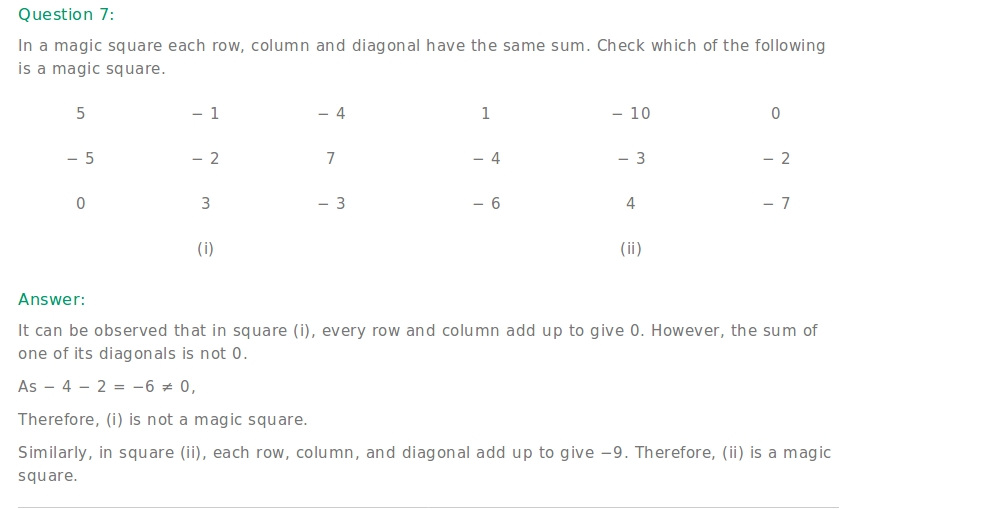 Question 7:
In a magic square each row, column and diagonal have the same sum. Check which of the following
is a magic square.
5 − 1 − 4 1 − 10 0
− 5 − 2 7 − 4 − 3 − 2
0 3 − 3 − 6 4 − 7
(i) (ii)
Answer:
It can be observed that in square (i), every row and column add up to give 0. However, the sum of
one of its diagonals is not 0.
As − 4 − 2 = −6 ≠ 0,
Therefore, (i) is not a magic square.
Similarly, in square (ii), each row, column, and diagonal add up to give −9. Therefore, (ii) is a magic
square.